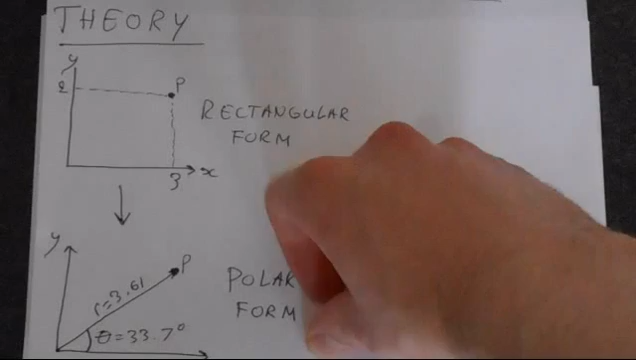 THEORY
y
2
P
RECTANGULAR
FORM
3
x
y
P
r=3.61
POLAR
FORM
θ=33.7°